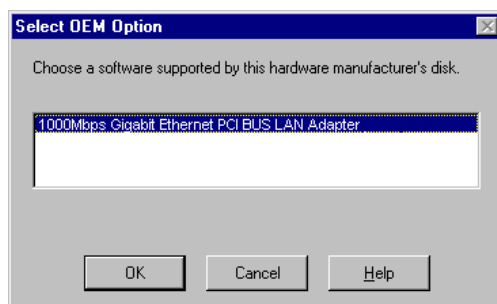 Select OEM Option
Choose a software supported by this hardware manufacturer's disk.
1000Mbps Gigabit Ethernet PCI BUS LAN Adapter
OK Cancel Help